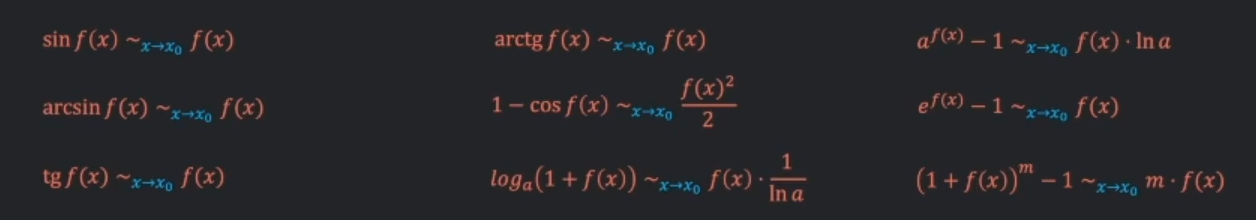 sin f(x) ~ₓ→ₓ₀ f(x)
arcsin f(x) ~ₓ→ₓ₀ f(x)
tg f(x) ~ₓ→ₓ₀ f(x)
arctg f(x) ~ₓ→ₓ₀ f(x)
1 − cos f(x) ~ₓ→ₓ₀ f(x)²/2
logₐ(1 + f(x)) ~ₓ→ₓ₀ f(x) · 1/ln a
a^f(x) − 1 ~ₓ→ₓ₀ f(x) · ln a
e^f(x) − 1 ~ₓ→ₓ₀ f(x)
(1 + f(x))^m − 1 ~ₓ→ₓ₀ m · f(x)